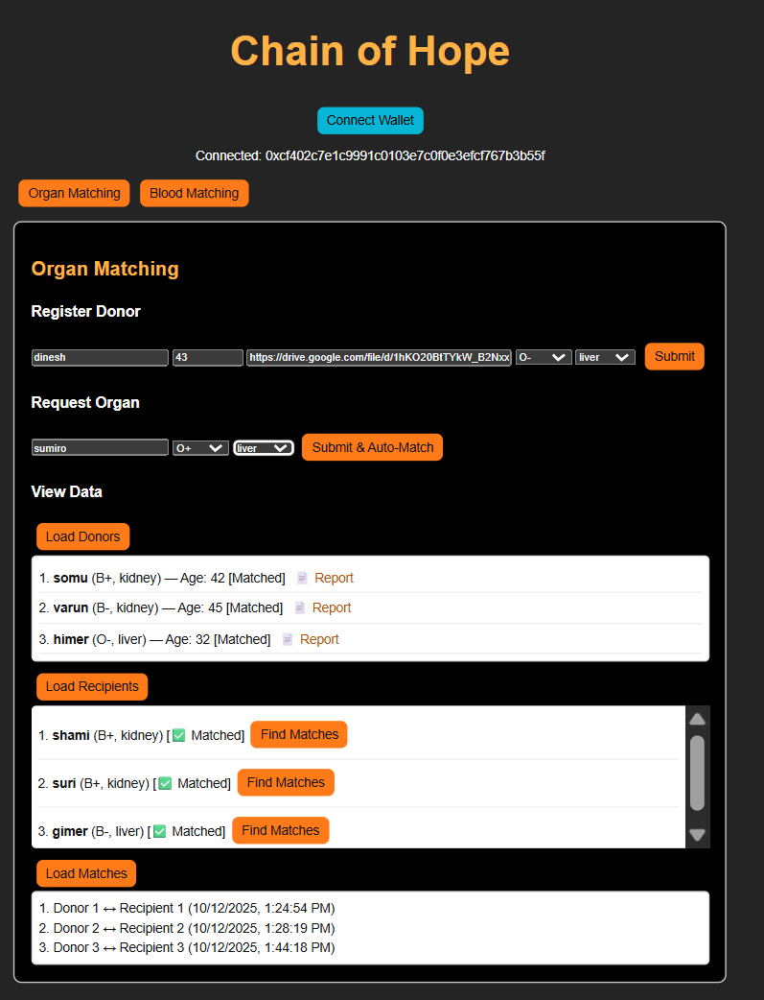 Chain of Hope
Connect Wallet
Connected: 0xcf402c7e1c9991c0103e7c0f0e3efcf767b3b55f
Organ Matching Blood Matching
Organ Matching
Register Donor
dinesh 43 https://drive.google.com/file/d/1hKO20BtTYkW_B2Nxx O- liver Submit
Request Organ
sumiro O+ liver Submit & Auto-Match
View Data
Load Donors
1. somu (B+, kidney) — Age: 42 [Matched] Report
2. varun (B-, kidney) — Age: 45 [Matched] Report
3. himer (O-, liver) — Age: 32 [Matched] Report
Load Recipients
1. shami (B+, kidney) [✅ Matched] Find Matches
2. suri (B+, kidney) [✅ Matched] Find Matches
3. gimer (B-, liver) [✅ Matched] Find Matches
Load Matches
1. Donor 1 ↔ Recipient 1 (10/12/2025, 1:24:54 PM)
2. Donor 2 ↔ Recipient 2 (10/12/2025, 1:28:19 PM)
3. Donor 3 ↔ Recipient 3 (10/12/2025, 1:44:18 PM)